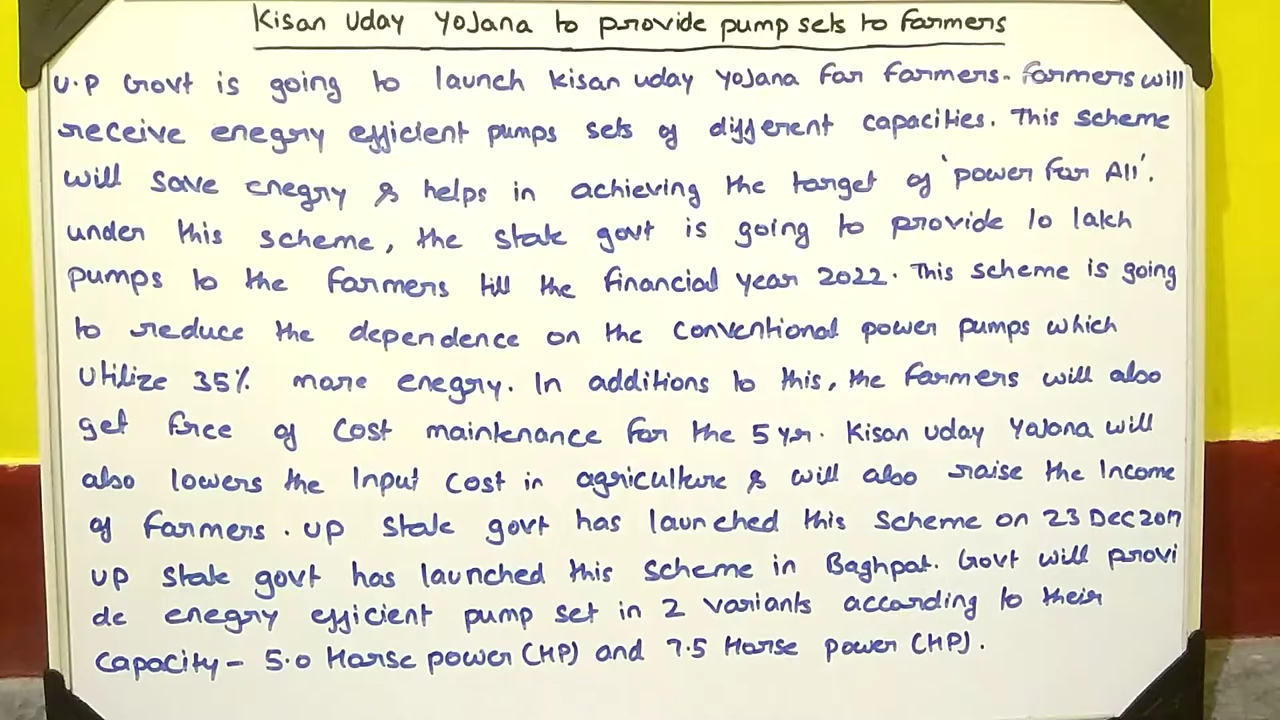 Kisan Uday Yojana to provide pump sets to farmers
U.P Govt is going to launch Kisan uday Yojana for farmers. farmers will
receive enegry efficient pumps sets of different capacities. This scheme
will save enegry & helps in achieving the target of 'power for All'.
under this scheme, the state govt is going to provide 10 lakh
pumps to the farmers till the financial year 2022. This scheme is going
to reduce the dependence on the conventional power pumps which
utilize 35% more enegry. In additions to this, the farmers will also
get free of cost maintenance for the 5 yr. Kisan uday Yojona will
also lowers the Input cost in agriculture & will also raise the Income
of farmers. UP state govt has launched this scheme on 23 Dec 2017
UP state govt has launched this scheme in Baghpat. Govt will provi
de enegry efficient pump set in 2 variants according to their
capacity- 5.0 Horse power (HP) and 7.5 Horse power (HP).